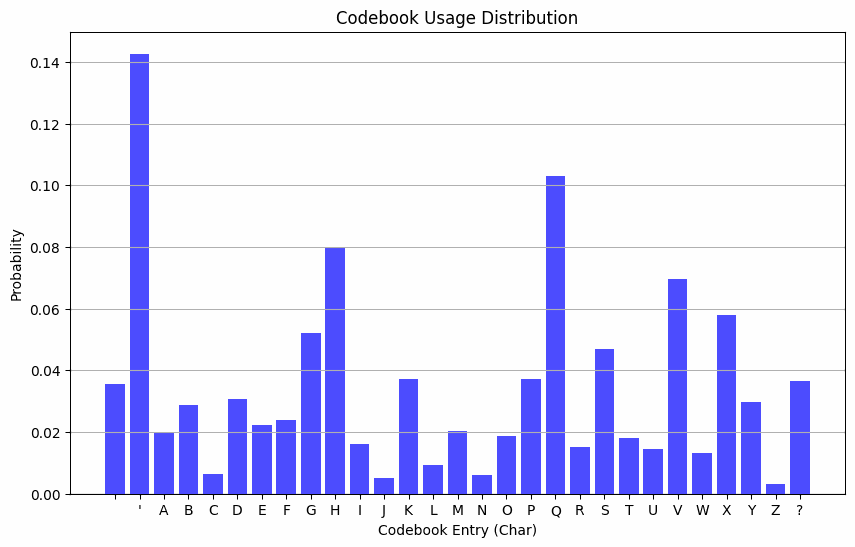 Codebook Usage Distribution
Probability
0.14
0.12
0.10
0.08
0.06
0.04
0.02
0.00
' A B C D E F G H I J K L M N O P Q R S T U V W X Y Z ?
Codebook Entry (Char)